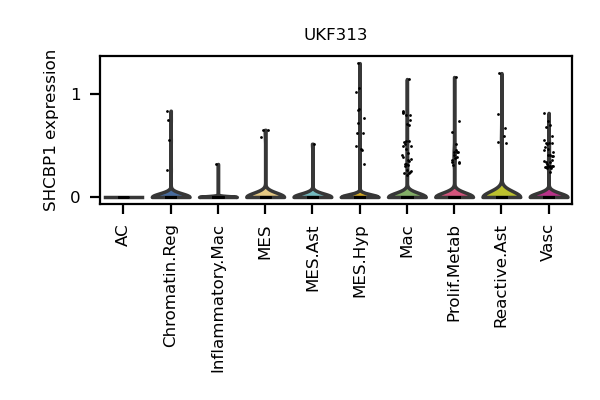 UKF313
SHCBP1 expression
1
0
AC
Chromatin.Reg
Inflammatory.Mac
MES
MES.Ast
MES.Hyp
Mac
Prolif.Metab
Reactive.Ast
Vasc